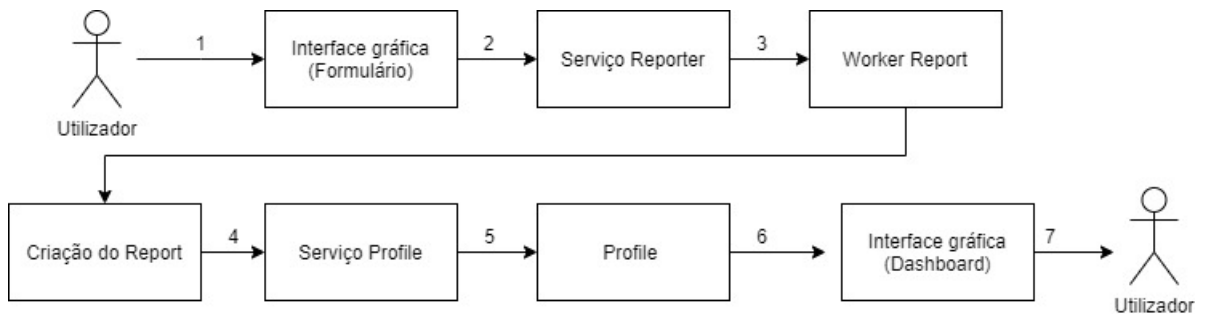 1
Interface gráfica
(Formulário)
2
Serviço Reporter
3
Worker Report
Utilizador
Criação do Report
4
Serviço Profile
5
Profile
6
Interface gráfica
(Dashboard)
7
Utilizador